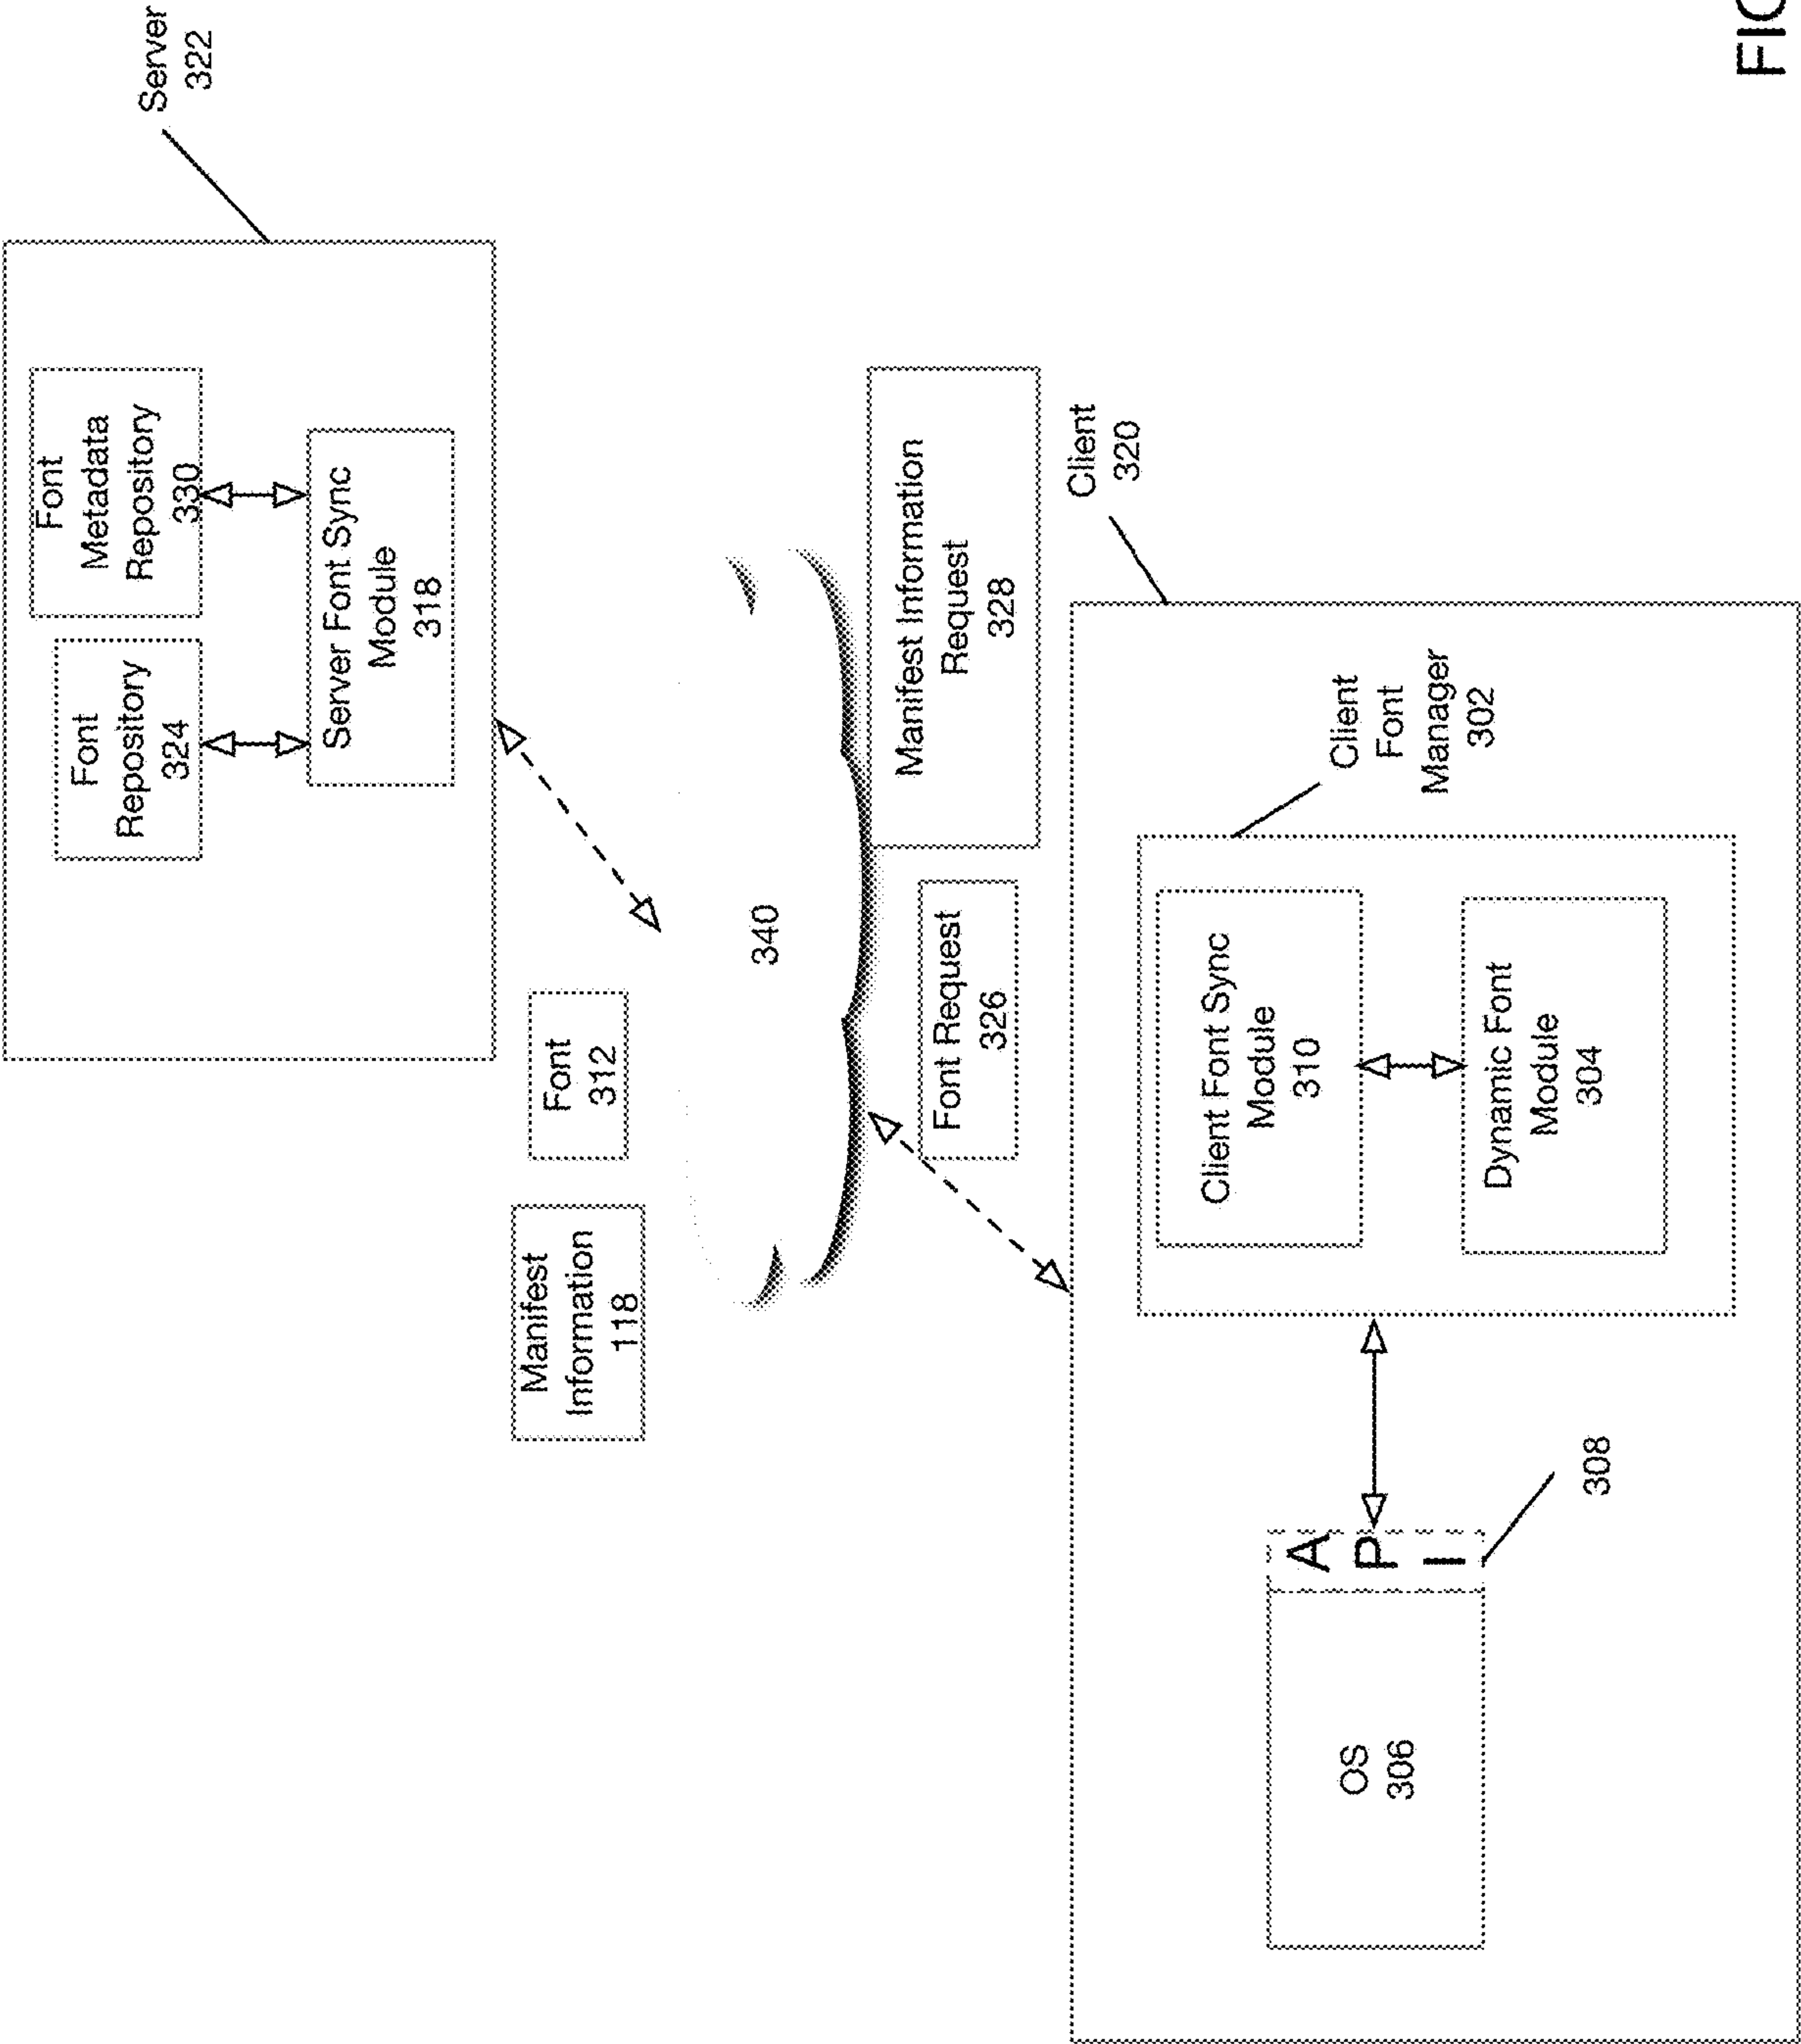 Server
322
Font
Repository
324
Font
Metadata
Repository
330
Server Font Sync
Module
318
Manifest
Information
118
Font
312
340
Font Request
326
Manifest Information
Request
328
Client
320
Client
Font
Manager
302
Client Font Sync
Module
310
Dynamic Font
Module
304
OS
306
A
P
I
308